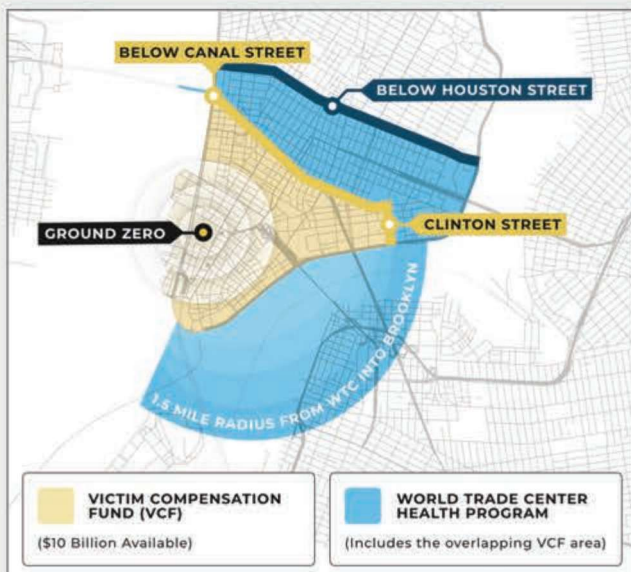 BELOW CANAL STREET
BELOW HOUSTON STREET
GROUND ZERO
CLINTON STREET
1.5 MILE RADIUS FROM WTC INTO BROOKLYN
VICTIM COMPENSATION
FUND (VCF)
($10 Billion Available)
WORLD TRADE CENTER
HEALTH PROGRAM
(Includes the overlapping VCF area)